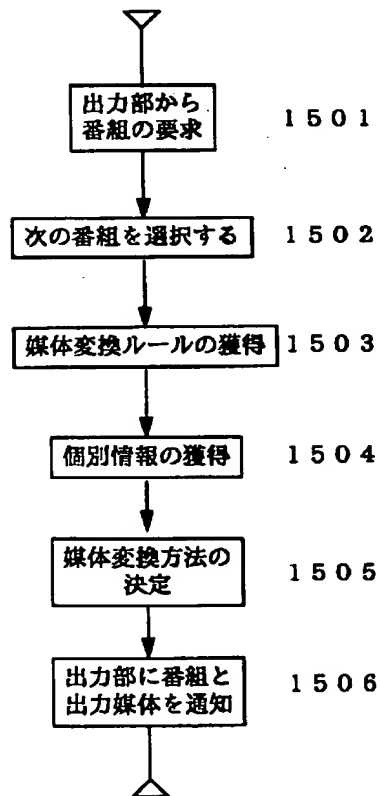 出力部から
番組の要求
1501
次の番組を選択する 1502
媒体変換ルールの獲得 1503
個別情報の獲得 1504
媒体変換方法の
決定
1505
出力部に番組と
出力媒体を通知
1506